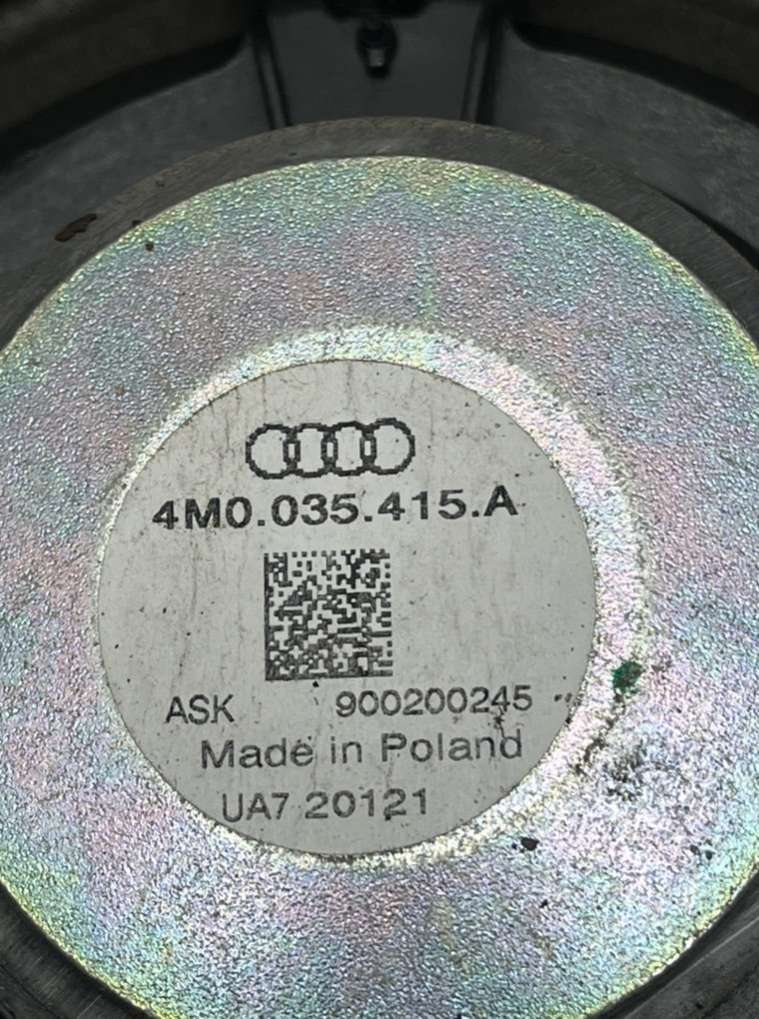 4M0.035.415.A
ASK 900200245
Made in Poland
UA7 20121